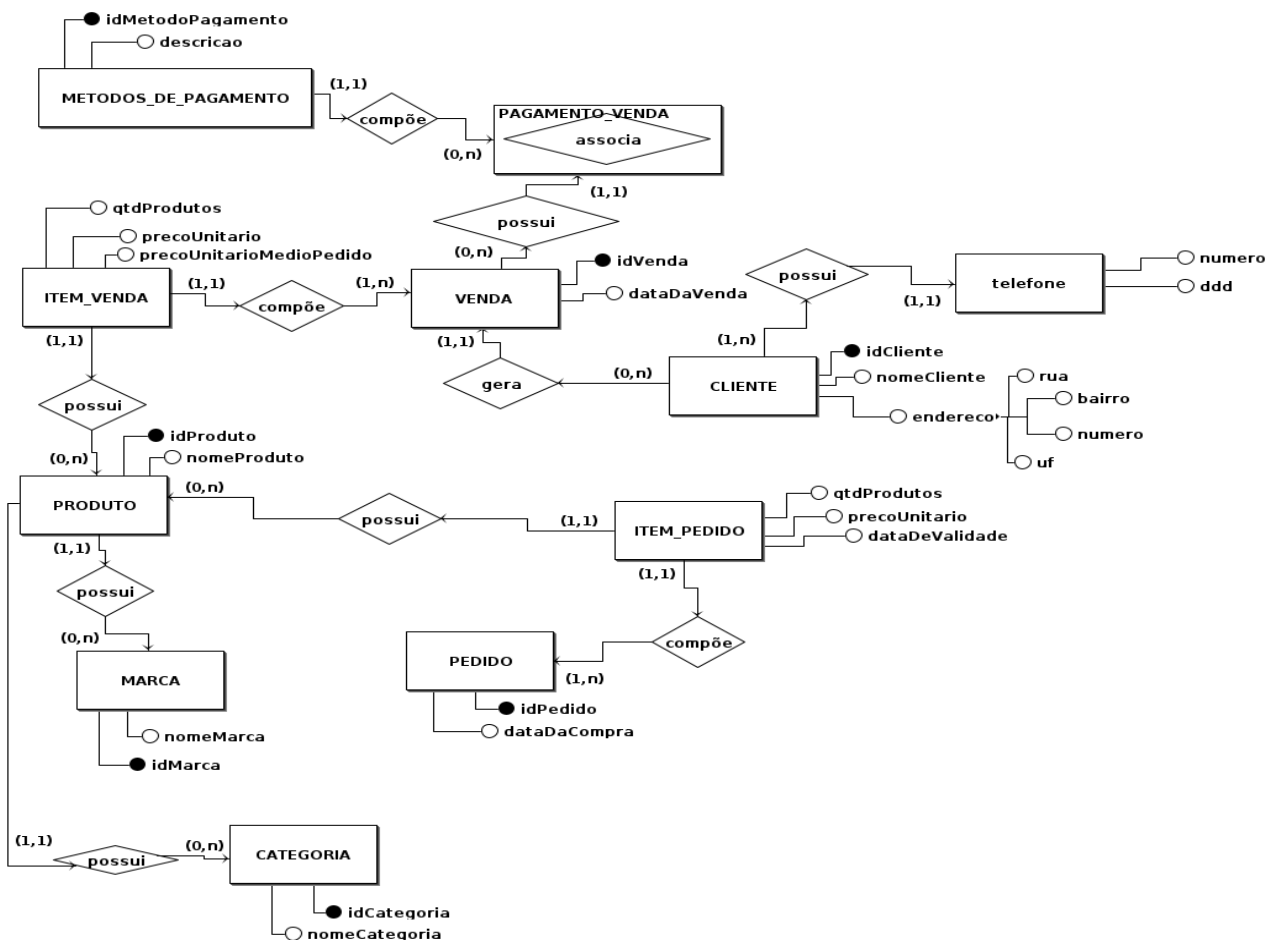 idMetodoPagamento
descricao
METODOS_DE_PAGAMENTO
(1,1)
compõe
(0,n)
PAGAMENTO_VENDA
associa
(1,1)
possui
(0,n)
qtdProdutos
precoUnitario
precoUnitarioMedioPedido
ITEM_VENDA
(1,1)
compõe
(1,n)
VENDA
idVenda
dataDaVenda
possui
(1,1)
telefone
numero
ddd
(1,n)
(1,1)
gera
(0,n)
CLIENTE
idCliente
nomeCliente
endereco
rua
bairro
numero
uf
(1,1)
possui
(0,n)
idProduto
nomeProduto
PRODUTO
(0,n)
possui
(1,1)
ITEM_PEDIDO
qtdProdutos
precoUnitario
dataDeValidade
(1,1)
possui
(0,n)
MARCA
nomeMarca
idMarca
(1,1)
compõe
(1,n)
PEDIDO
idPedido
dataDaCompra
(1,1)
possui
(0,n)
CATEGORIA
idCategoria
nomeCategoria